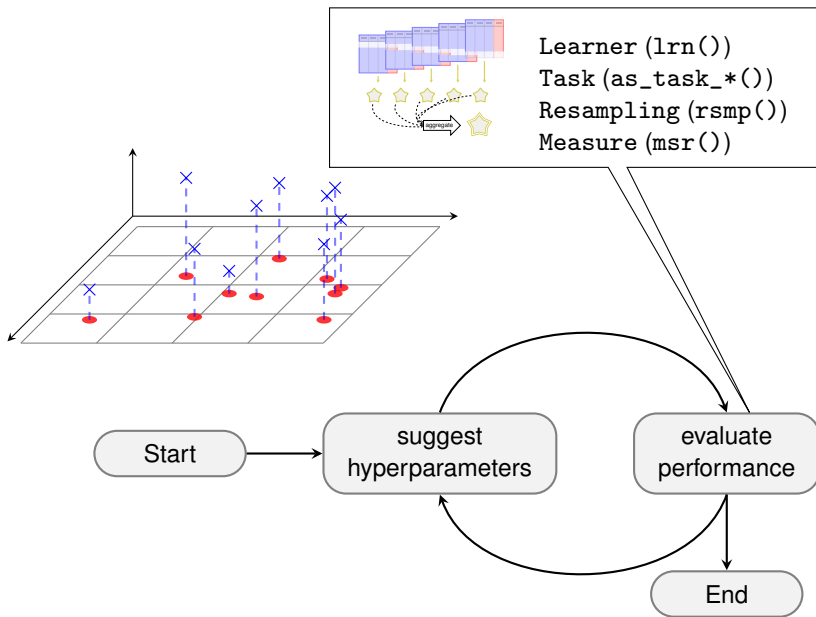 Learner (lrn())
Task (as_task_*())
Resampling (rsmp())
Measure (msr())
aggregate
Start
suggest
hyperparameters
evaluate
performance
End